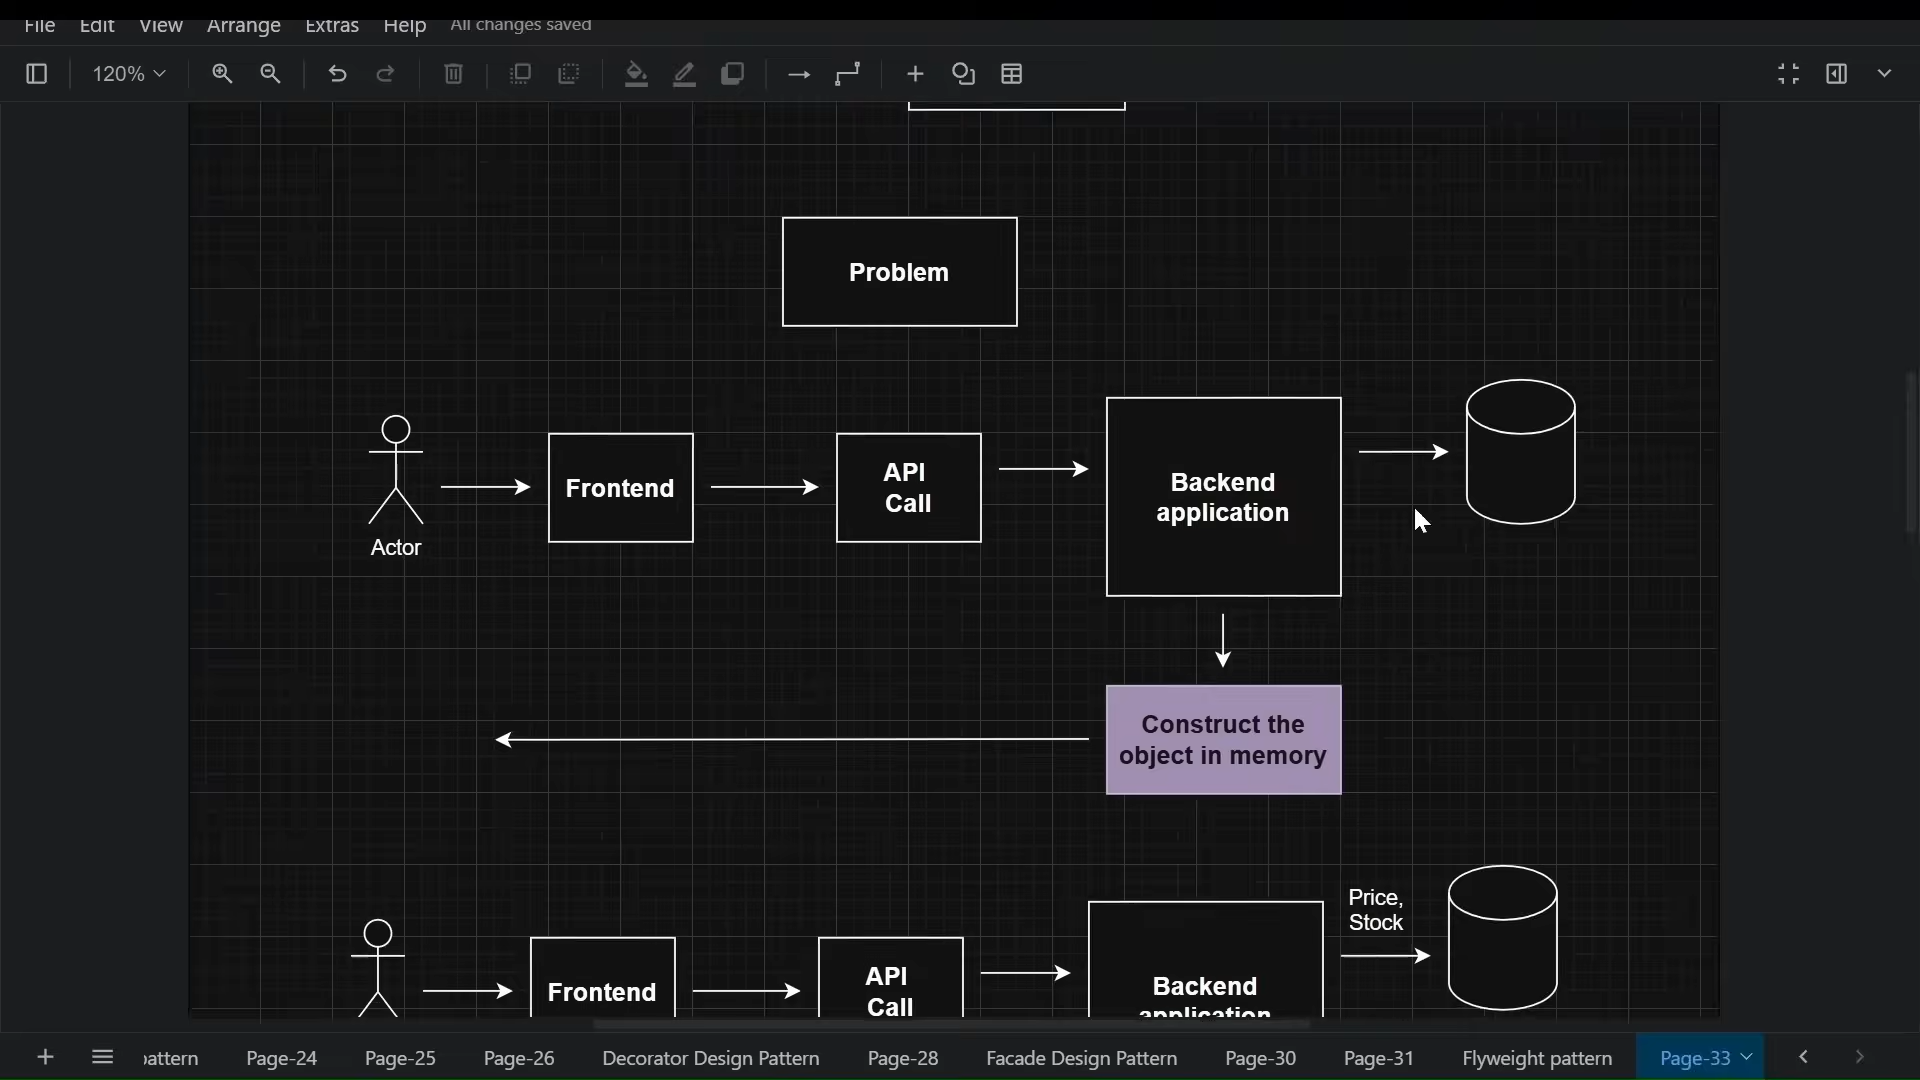 File Edit View Arrange Extras Help All changes saved
120%
Problem
Frontend
API
Call
Backend
application
Actor
Construct the
object in memory
Price,
Stock
Frontend
API
Call
Backend
application
Page-24 Page-25 Page-26 Decorator Design Pattern Page-28 Facade Design Pattern Page-30 Page-31 Flyweight pattern Page-33